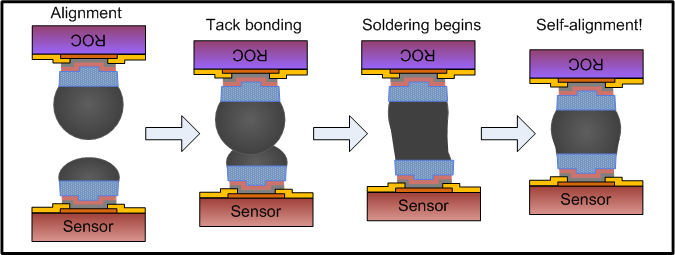 Alignment
Tack bonding
Soldering begins
Self-alignment!
ROC
ROC
ROC
ROC
Sensor
Sensor
Sensor
Sensor